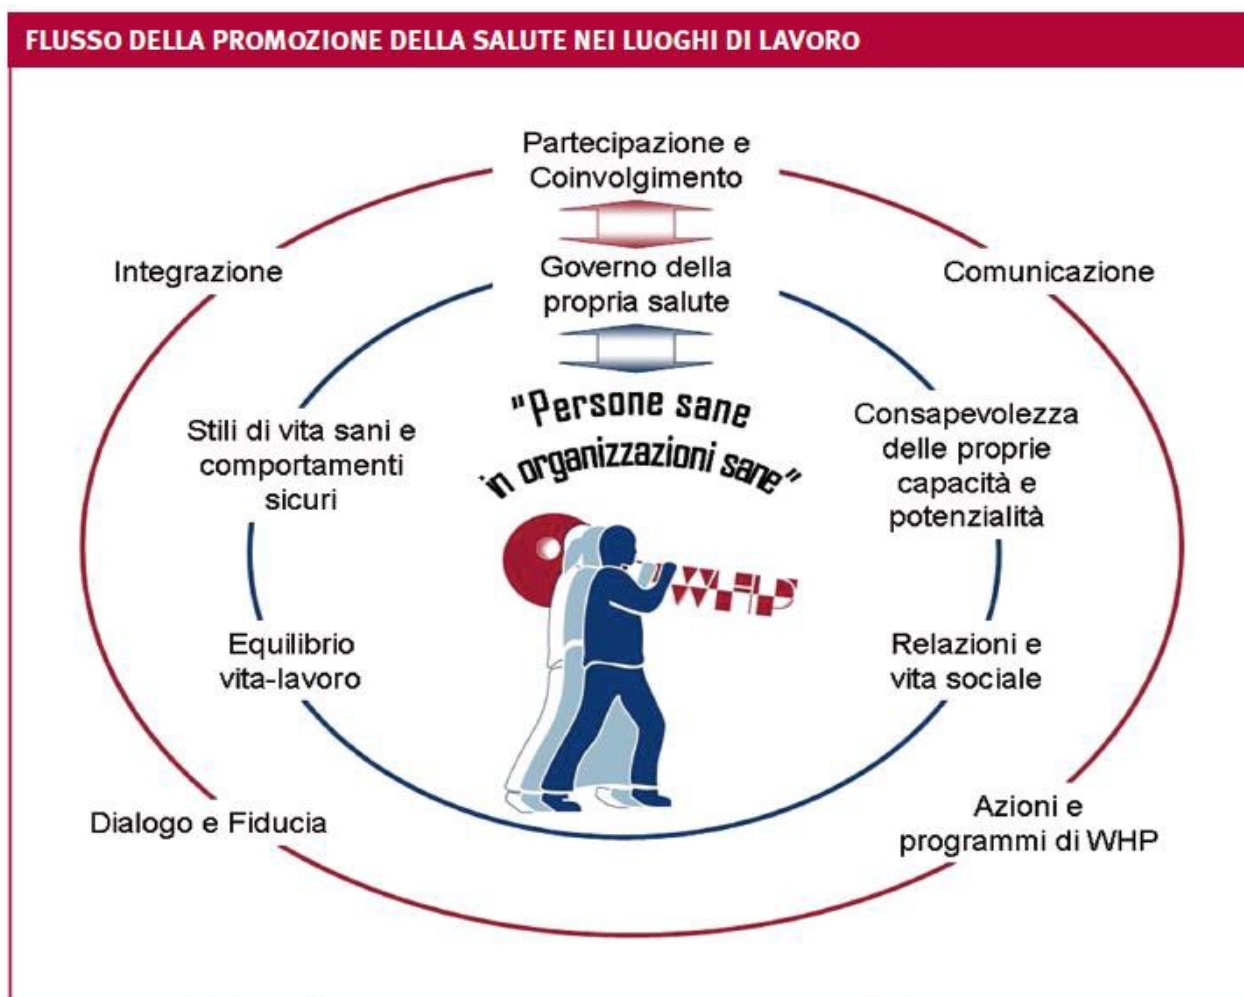 FLUSSO DELLA PROMOZIONE DELLA SALUTE NEI LUOGHI DI LAVORO
Partecipazione e
Coinvolgimento
Integrazione
Governo della
propria salute
Comunicazione
"Persone sane
in organizzazioni sane"
Stili di vita sani e
comportamenti
sicuri
Consapevolezza
delle proprie
capacità e
potenzialità
WHP
Equilibrio
vita-lavoro
Relazioni e
vita sociale
Dialogo e Fiducia
Azioni e
programmi di WHP